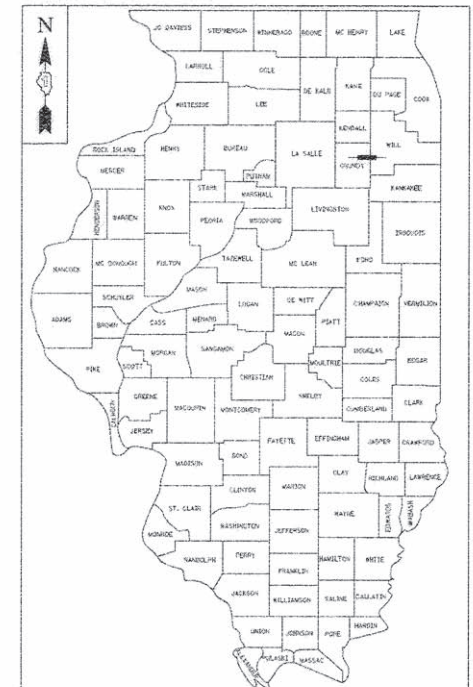 N
JO DAVIESS STEPHENSON WINNEBAGO BOONE MC HENRY LAKE
CARROLL OGLE
DE KALB KANE DU PAGE COOK
WHITESIDE LEE
KENDALL
WILL
ROCK ISLAND HENRY BUREAU LA SALLE GRUNDY
MERCER PUTNAM
STARK MARSHALL KANKAKEE
HENDERSON WARREN KNOX PEORIA WOODFORD LIVINGSTON
IROQUOIS
HANCOCK MC DONOUGH FULTON TAZEWELL MC LEAN FORD
MASON
SCHUYLER LOGAN DE WITT CHAMPAIGN VERMILION
ADAMS BROWN CASS MENARD MACON PIATT
MORGAN SANGAMON DOUGLAS
PIKE SCOTT CHRISTIAN MOULTRIE COLES EDGAR
CALHOUN GREENE MACOUPIN MONTGOMERY SHELBY CUMBERLAND CLARK
JERSEY
FAYETTE EFFINGHAM JASPER CRAWFORD
MADISON BOND
CLAY RICHLAND LAWRENCE
CLINTON MARION
ST. CLAIR WAYNE EDWARDS WABASH
WASHINGTON JEFFERSON
MONROE
RANDOLPH PERRY HAMILTON WHITE
FRANKLIN
JACKSON WILLIAMSON SALINE GALLATIN
UNION JOHNSON POPE HARDIN
ALEXANDER PULASKI MASSAC